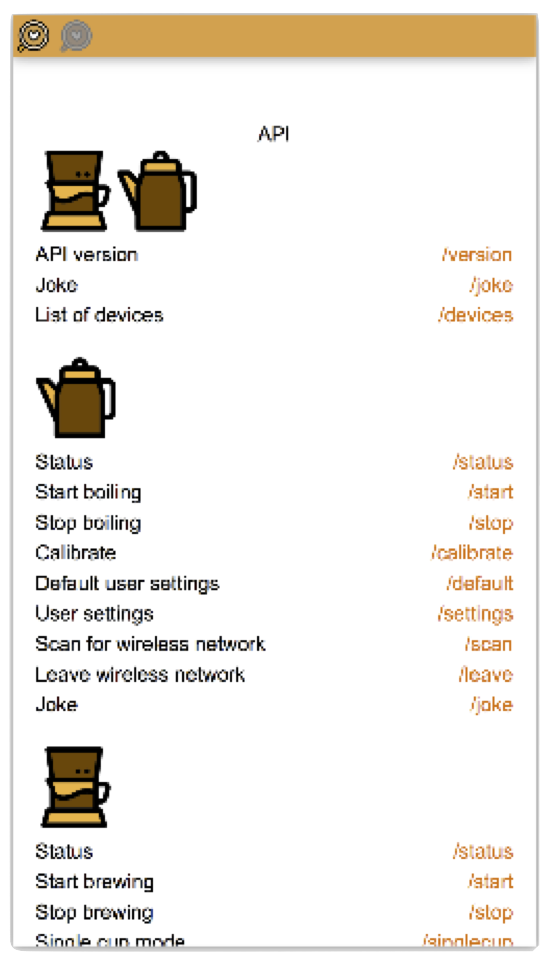 API
API version /version
Joke /joke
List of devices /devices
Status /status
Start boiling /start
Stop boiling /stop
Calibrate /calibrate
Default user settings /default
User settings /settings
Scan for wireless network /scan
Leave wireless network /leave
Joke /joke
Status /status
Start brewing /start
Stop brewing /stop
Single cup mode /singlecup